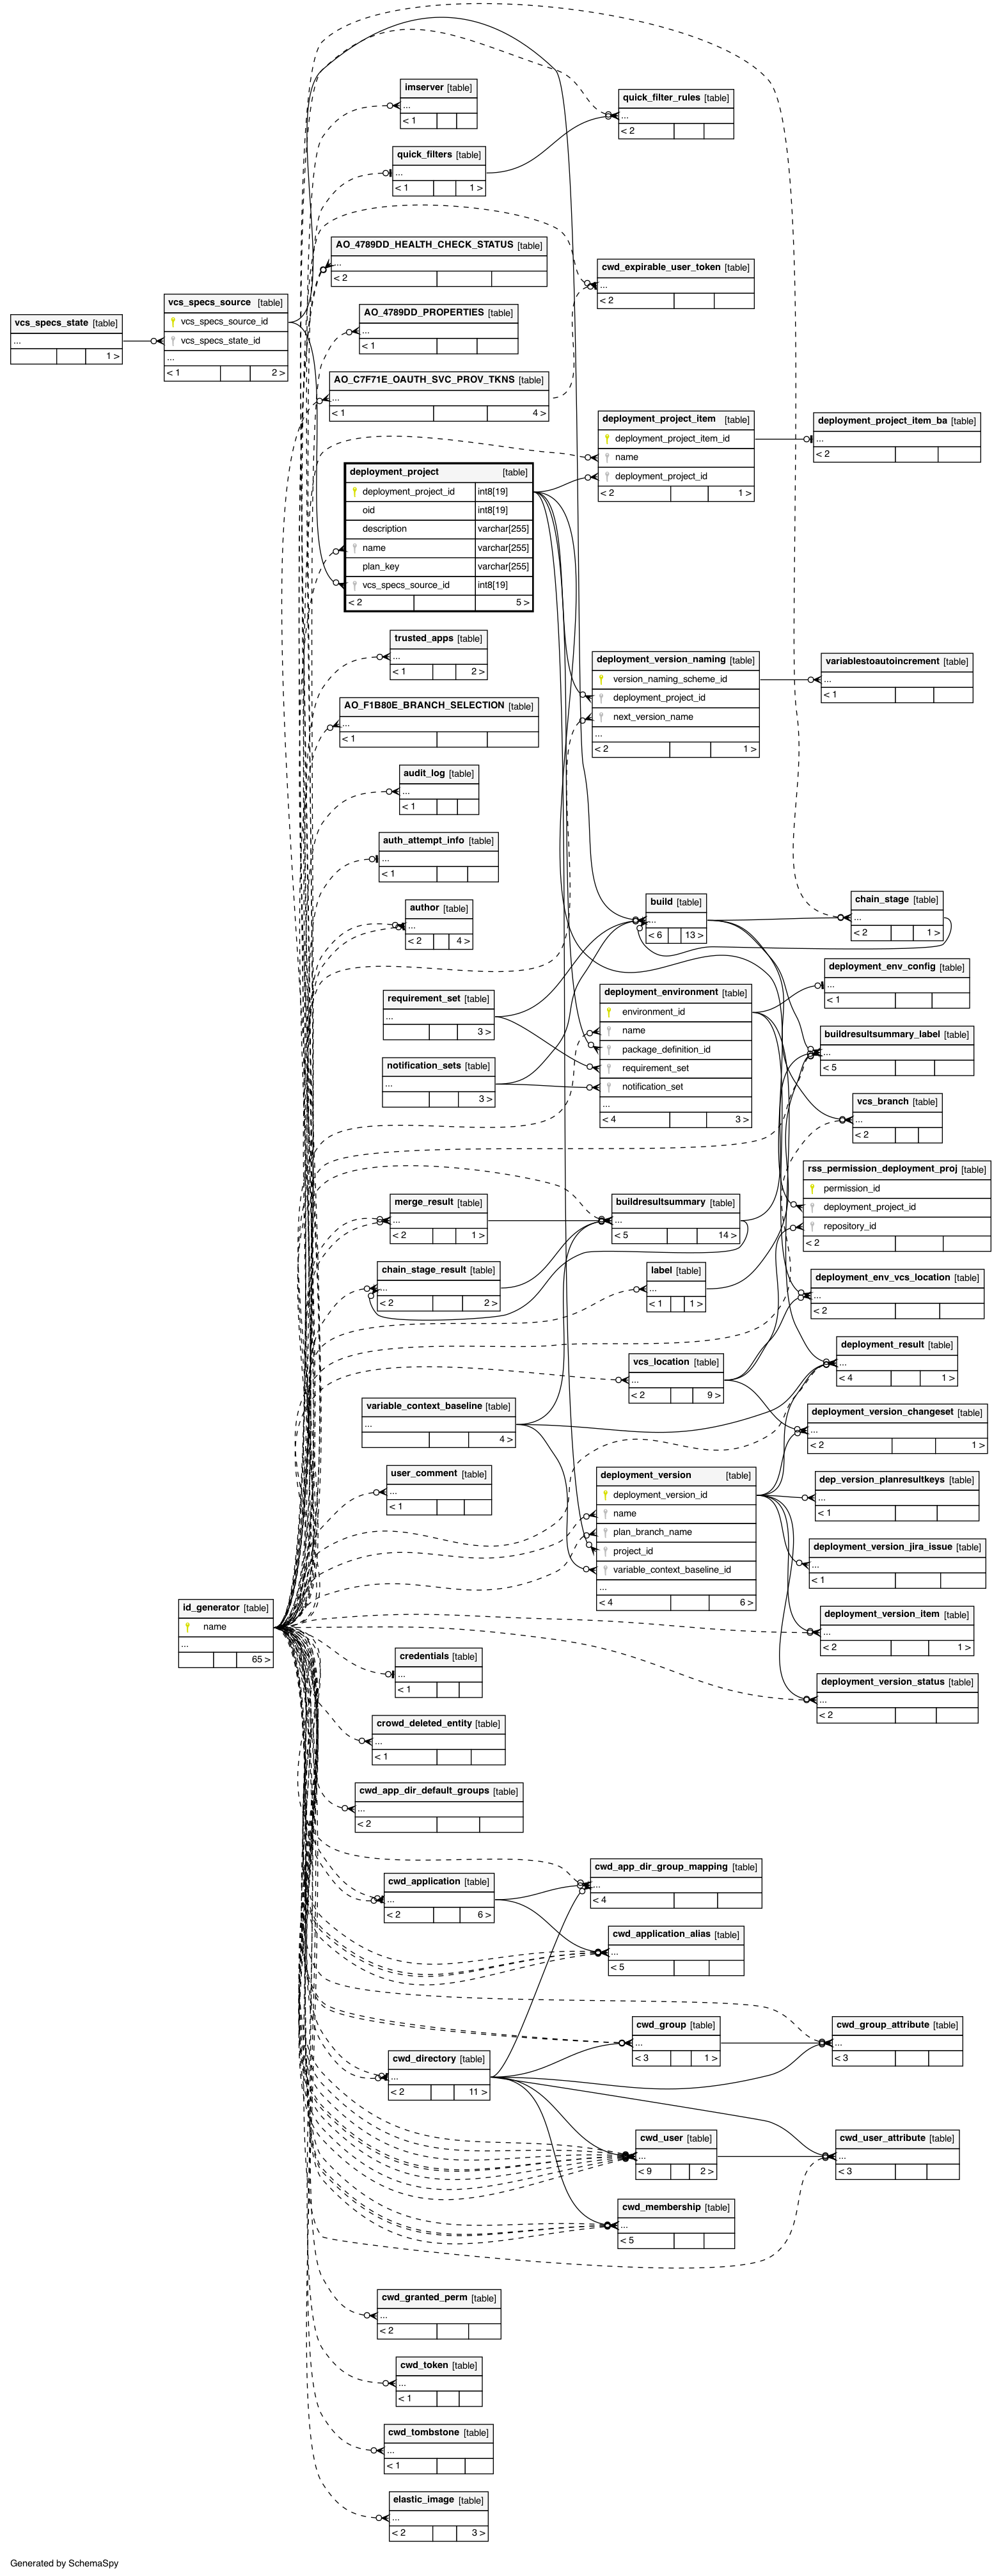 imserver [table]
...
< 1
quick_filter_rules [table]
...
< 2
quick_filters [table]
...
< 1 1 >
AO_4789DD_HEALTH_CHECK_STATUS [table]
...
< 2
cwd_expirable_user_token [table]
...
< 2
vcs_specs_source [table]
vcs_specs_source_id
vcs_specs_state_id
...
< 1 2 >
vcs_specs_state [table]
...
1 >
AO_4789DD_PROPERTIES [table]
...
< 1
AO_C7F71E_OAUTH_SVC_PROV_TKNS [table]
...
< 1 4 >
deployment_project_item [table]
deployment_project_item_id
name
deployment_project_id
< 2 1 >
deployment_project_item_ba [table]
...
< 2
deployment_project [table]
deployment_project_id int8[19]
oid int8[19]
description varchar[255]
name varchar[255]
plan_key varchar[255]
vcs_specs_source_id int8[19]
< 2 5 >
trusted_apps [table]
...
< 1 2 >
deployment_version_naming [table]
version_naming_scheme_id
deployment_project_id
next_version_name
...
< 2 1 >
variablestoautoincrement [table]
...
< 1
AO_F1B80E_BRANCH_SELECTION [table]
...
< 1
audit_log [table]
...
< 1
auth_attempt_info [table]
...
< 1
author [table]
...
< 2 4 >
build [table]
...
< 6 13 >
chain_stage [table]
...
< 2 1 >
deployment_env_config [table]
...
< 1
requirement_set [table]
...
3 >
deployment_environment [table]
environment_id
name
package_definition_id
requirement_set
notification_set
...
< 4 3 >
buildresultsummary_label [table]
...
< 5
notification_sets [table]
...
3 >
vcs_branch [table]
...
< 2
rss_permission_deployment_proj [table]
permission_id
deployment_project_id
repository_id
< 2
merge_result [table]
...
< 2 1 >
buildresultsummary [table]
...
< 5 14 >
chain_stage_result [table]
...
< 2 2 >
label [table]
...
< 1 1 >
deployment_env_vcs_location [table]
...
< 2
deployment_result [table]
...
< 4 1 >
vcs_location [table]
...
< 2 9 >
variable_context_baseline [table]
...
4 >
deployment_version_changeset [table]
...
< 2 1 >
user_comment [table]
...
< 1
deployment_version [table]
deployment_version_id
name
plan_branch_name
project_id
variable_context_baseline_id
...
< 4 6 >
dep_version_planresultkeys [table]
...
< 1
deployment_version_jira_issue [table]
...
< 1
id_generator [table]
name
...
65 >
deployment_version_item [table]
...
< 2 1 >
credentials [table]
...
< 1
deployment_version_status [table]
...
< 2
crowd_deleted_entity [table]
...
< 1
cwd_app_dir_default_groups [table]
...
< 2
cwd_app_dir_group_mapping [table]
...
< 4
cwd_application [table]
...
< 2 6 >
cwd_application_alias [table]
...
< 5
cwd_group [table]
...
< 3 1 >
cwd_group_attribute [table]
...
< 3
cwd_directory [table]
...
< 2 11 >
cwd_user [table]
...
< 9 2 >
cwd_user_attribute [table]
...
< 3
cwd_membership [table]
...
< 5
cwd_granted_perm [table]
...
< 2
cwd_token [table]
...
< 1
cwd_tombstone [table]
...
< 1
elastic_image [table]
...
< 2 3 >
Generated by SchemaSpy